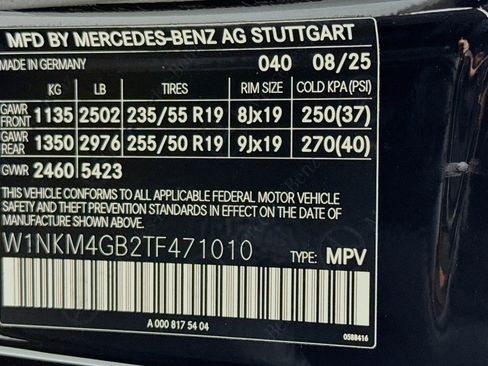 MFD BY MERCEDES-BENZ AG STUTTGART
MADE IN GERMANY 040 08/25
KG LB TIRES RIM SIZE COLD KPA (PSI)
GAWR FRONT 1135 2502 235/55 R19 8Jx19 250(37)
GAWR REAR 1350 2976 255/50 R19 9Jx19 270(40)
GVWR 2460 5423
THIS VEHICLE CONFORMS TO ALL APPLICABLE FEDERAL MOTOR VEHICLE
SAFETY AND THEFT PREVENTION STANDARDS IN EFFECT ON THE DATE OF
MANUFACTURE SHOWN ABOVE.
W1NKM4GB2TF471010 TYPE: MPV
A 000 817 54 04
0588416